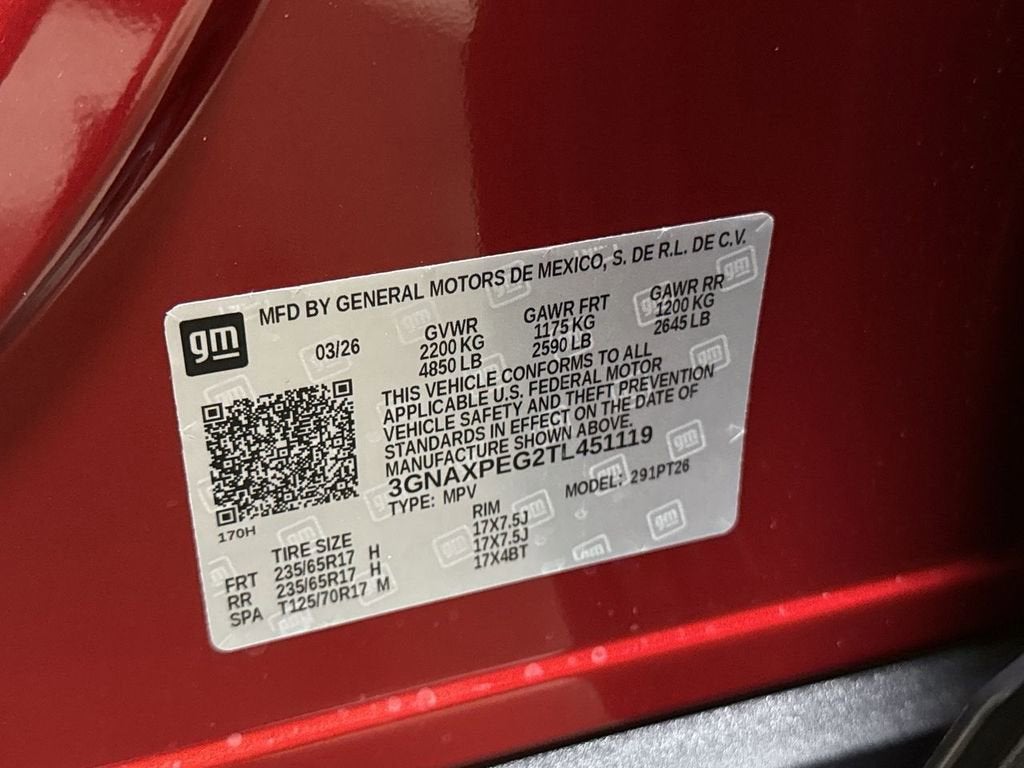 MFD BY GENERAL MOTORS DE MEXICO, S. DE R.L. DE C.V.
gm
03/26
GVWR
2200 KG
4850 LB
GAWR FRT
1175 KG
2590 LB
GAWR RR
1200 KG
2645 LB
THIS VEHICLE CONFORMS TO ALL
APPLICABLE U.S. FEDERAL MOTOR
VEHICLE SAFETY AND THEFT PREVENTION
STANDARDS IN EFFECT ON THE DATE OF
MANUFACTURE SHOWN ABOVE.
3GNAXPEG2TL451119
TYPE: MPV MODEL: 291PT26
170H
TIRE SIZE RIM
FRT 235/65R17 H 17X7.5J
RR 235/65R17 H 17X7.5J
SPA T125/70R17 M 17X4BT